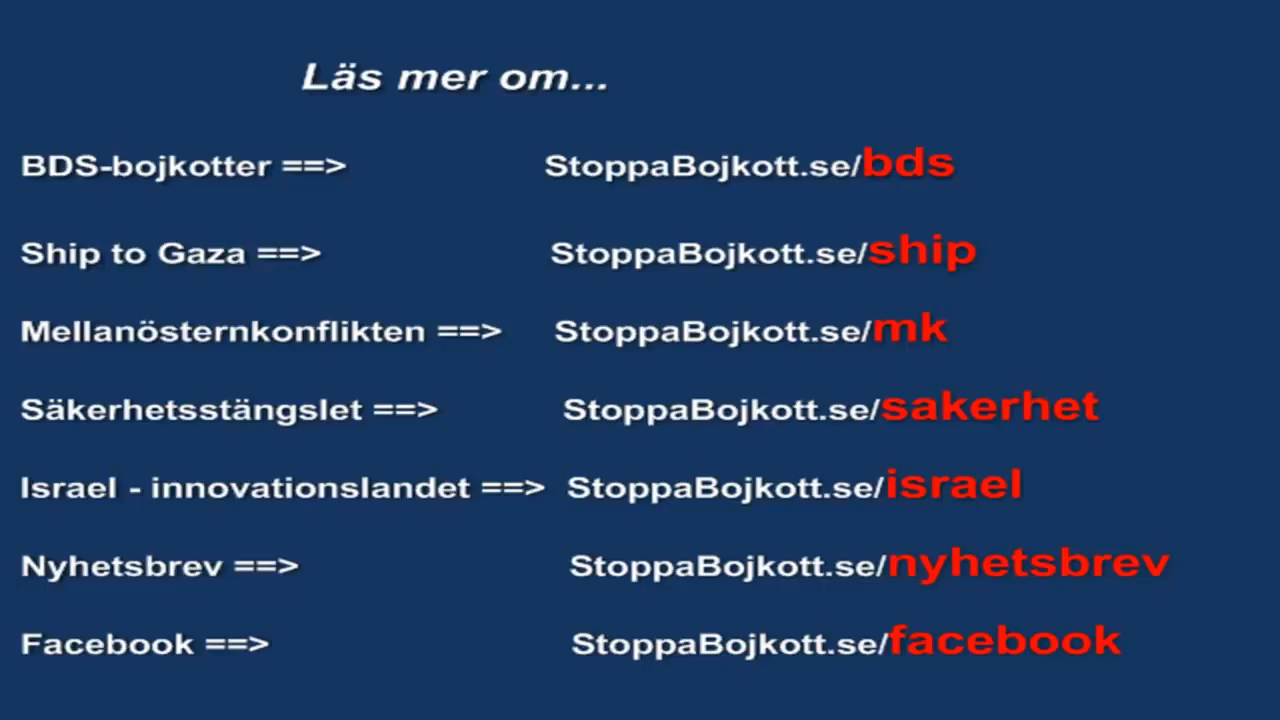 Läs mer om...
BDS-bojkotter ==> StoppaBojkott.se/bds
Ship to Gaza ==> StoppaBojkott.se/ship
Mellanösternkonflikten ==> StoppaBojkott.se/mk
Säkerhetsstängslet ==> StoppaBojkott.se/sakerhet
Israel - innovationslandet ==> StoppaBojkott.se/israel
Nyhetsbrev ==> StoppaBojkott.se/nyhetsbrev
Facebook ==> StoppaBojkott.se/facebook